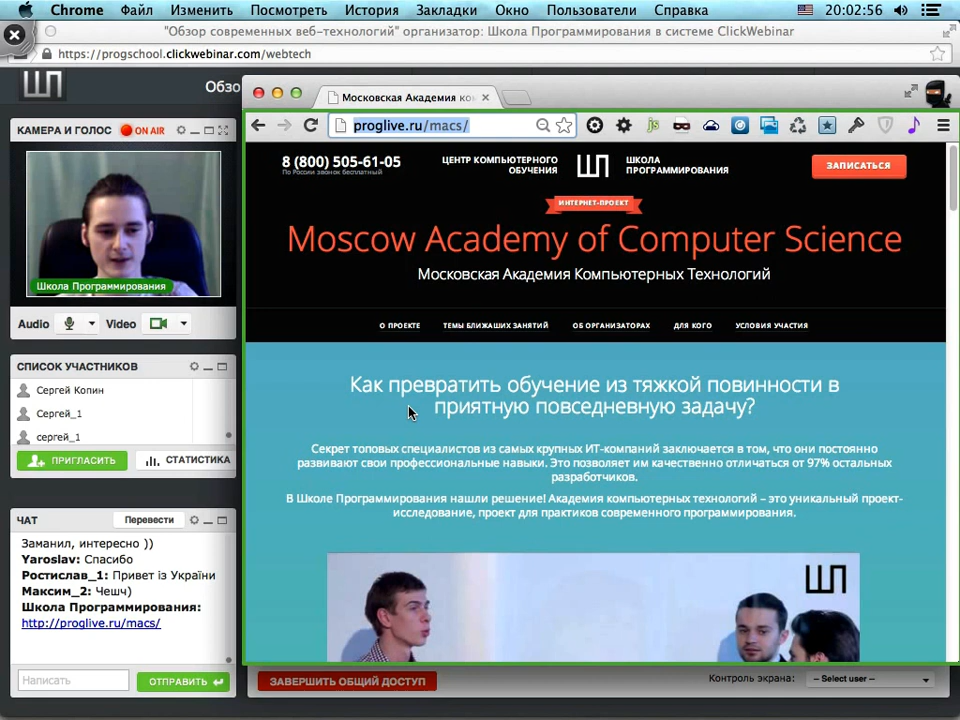 Chrome Файл Изменить Посмотреть История Закладки Окно Пользователи Справка 20:02:56
"Обзор современных веб-технологий" организатор: Школа Программирования в системе ClickWebinar
https://progschool.clickwebinar.com/webtech
ШП
Обзо
Московская Академия ко
proglive.ru/macs/
js
КАМЕРА И ГОЛОС ON AIR
Школа Программирования
Audio Video
СПИСОК УЧАСТНИКОВ
Сергей Копин
Сергей_1
сергей_1
ПРИГЛАСИТЬ СТАТИСТИКА
ЧАТ Перевести
Заманил, интересно ))
Yaroslav: Спасибо
Ростислав_1: Привет із України
Максим_2: Чешч)
Школа Программирования:
http://proglive.ru/macs/
Написать ОТПРАВИТЬ
8 (800) 505-61-05
По России звонок бесплатный
ЦЕНТР КОМПЬЮТЕРНОГО
ОБУЧЕНИЯ
ШП
ШКОЛА
ПРОГРАММИРОВАНИЯ
ЗАПИСАТЬСЯ
ИНТЕРНЕТ-ПРОЕКТ
Moscow Academy of Computer Science
Московская Академия Компьютерных Технологий
О ПРОЕКТЕ ТЕМЫ БЛИЖАЙШИХ ЗАНЯТИЙ ОБ ОРГАНИЗАТОРАХ ДЛЯ КОГО УСЛОВИЯ УЧАСТИЯ
Как превратить обучение из тяжкой повинности в
приятную повседневную задачу?
Секрет топовых специалистов из самых крупных ИТ-компаний заключается в том, что они постоянно
развивают свои профессиональные навыки. Это позволяет им качественно отличаться от 97% остальных
разработчиков.
В Школе Программирования нашли решение! Академия компьютерных технологий – это уникальный проект-
исследование, проект для практиков современного программирования.
ШП
ЗАВЕРШИТЬ ОБЩИЙ ДОСТУП
Контроль экрана: -- Select user --